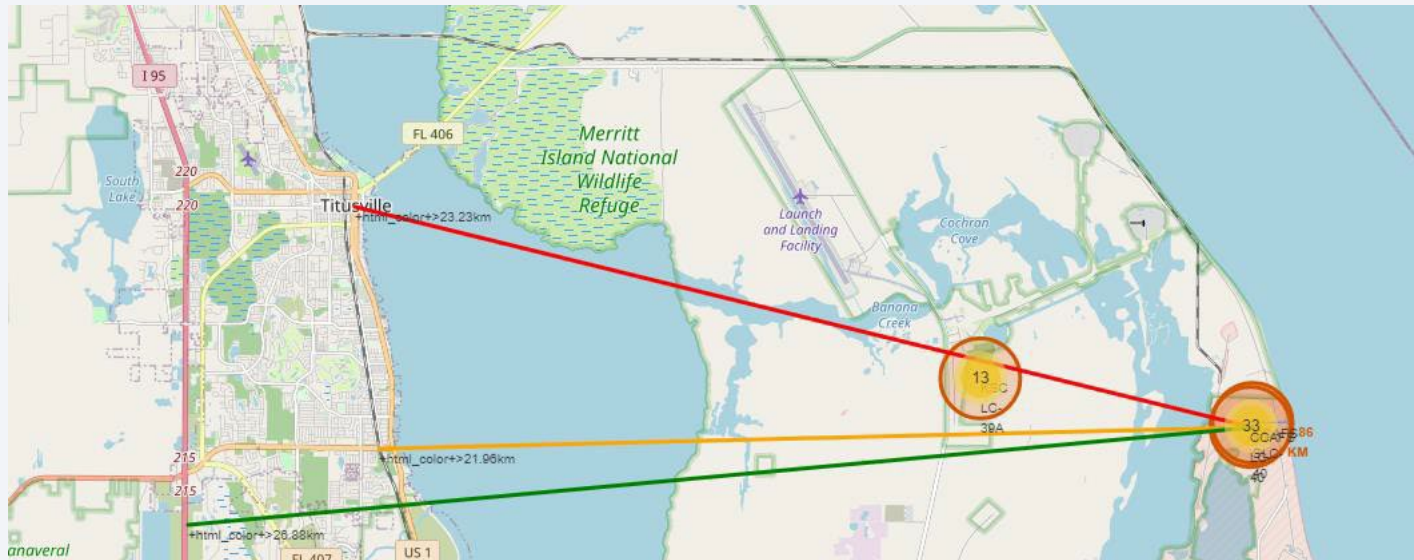 I 95
FL 406
Merritt
Island National
Wildlife
Refuge
220
South
Lake
220
Titusville
+html_color+>23.23km
Launch
and Landing
Facility
Cochran
Cove
Banana
Creek
13
LC-
39A
33
86
KM
215
+html_color+>21.96km
215
+html_color+>26.88km
anaveral
FL 407
US 1